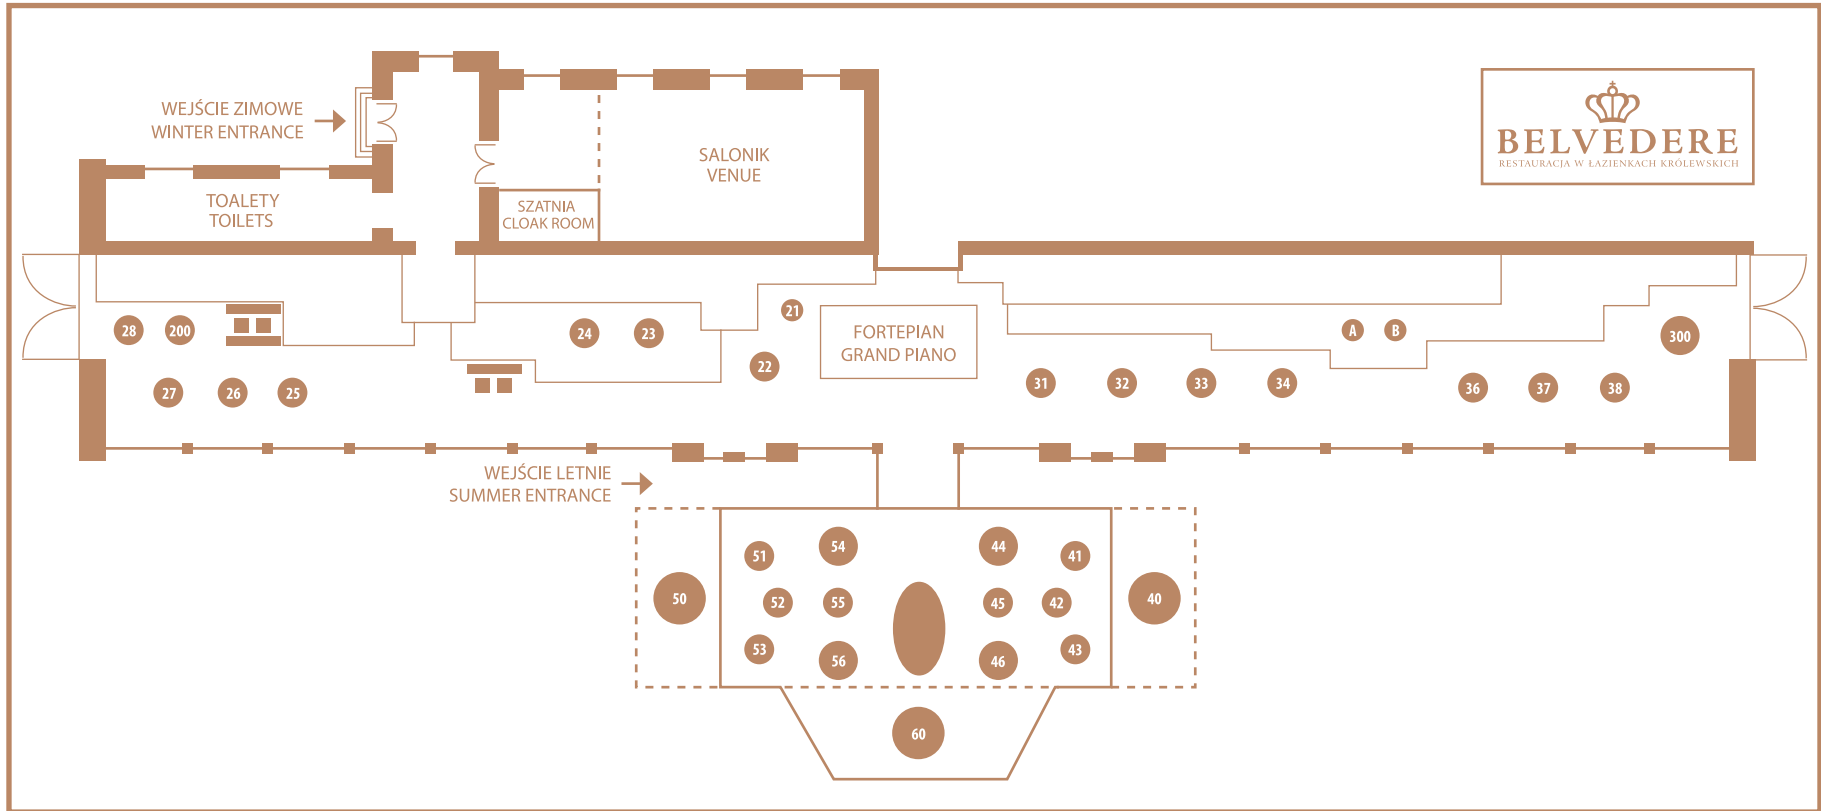 WEJŚCIE ZIMOWE
WINTER ENTRANCE
TOALETY
TOILETS
SZATNIA
CLOAK ROOM
SALONIK
VENUE
BELVEDERE
RESTAURACJA W ŁAZIENKACH KRÓLEWSKICH
28
200
27
26
25
24
23
21
22
FORTEPIAN
GRAND PIANO
A
B
300
31
32
33
34
36
37
38
WEJŚCIE LETNIE
SUMMER ENTRANCE
50
51
52
53
54
55
56
44
45
46
41
42
43
40
60